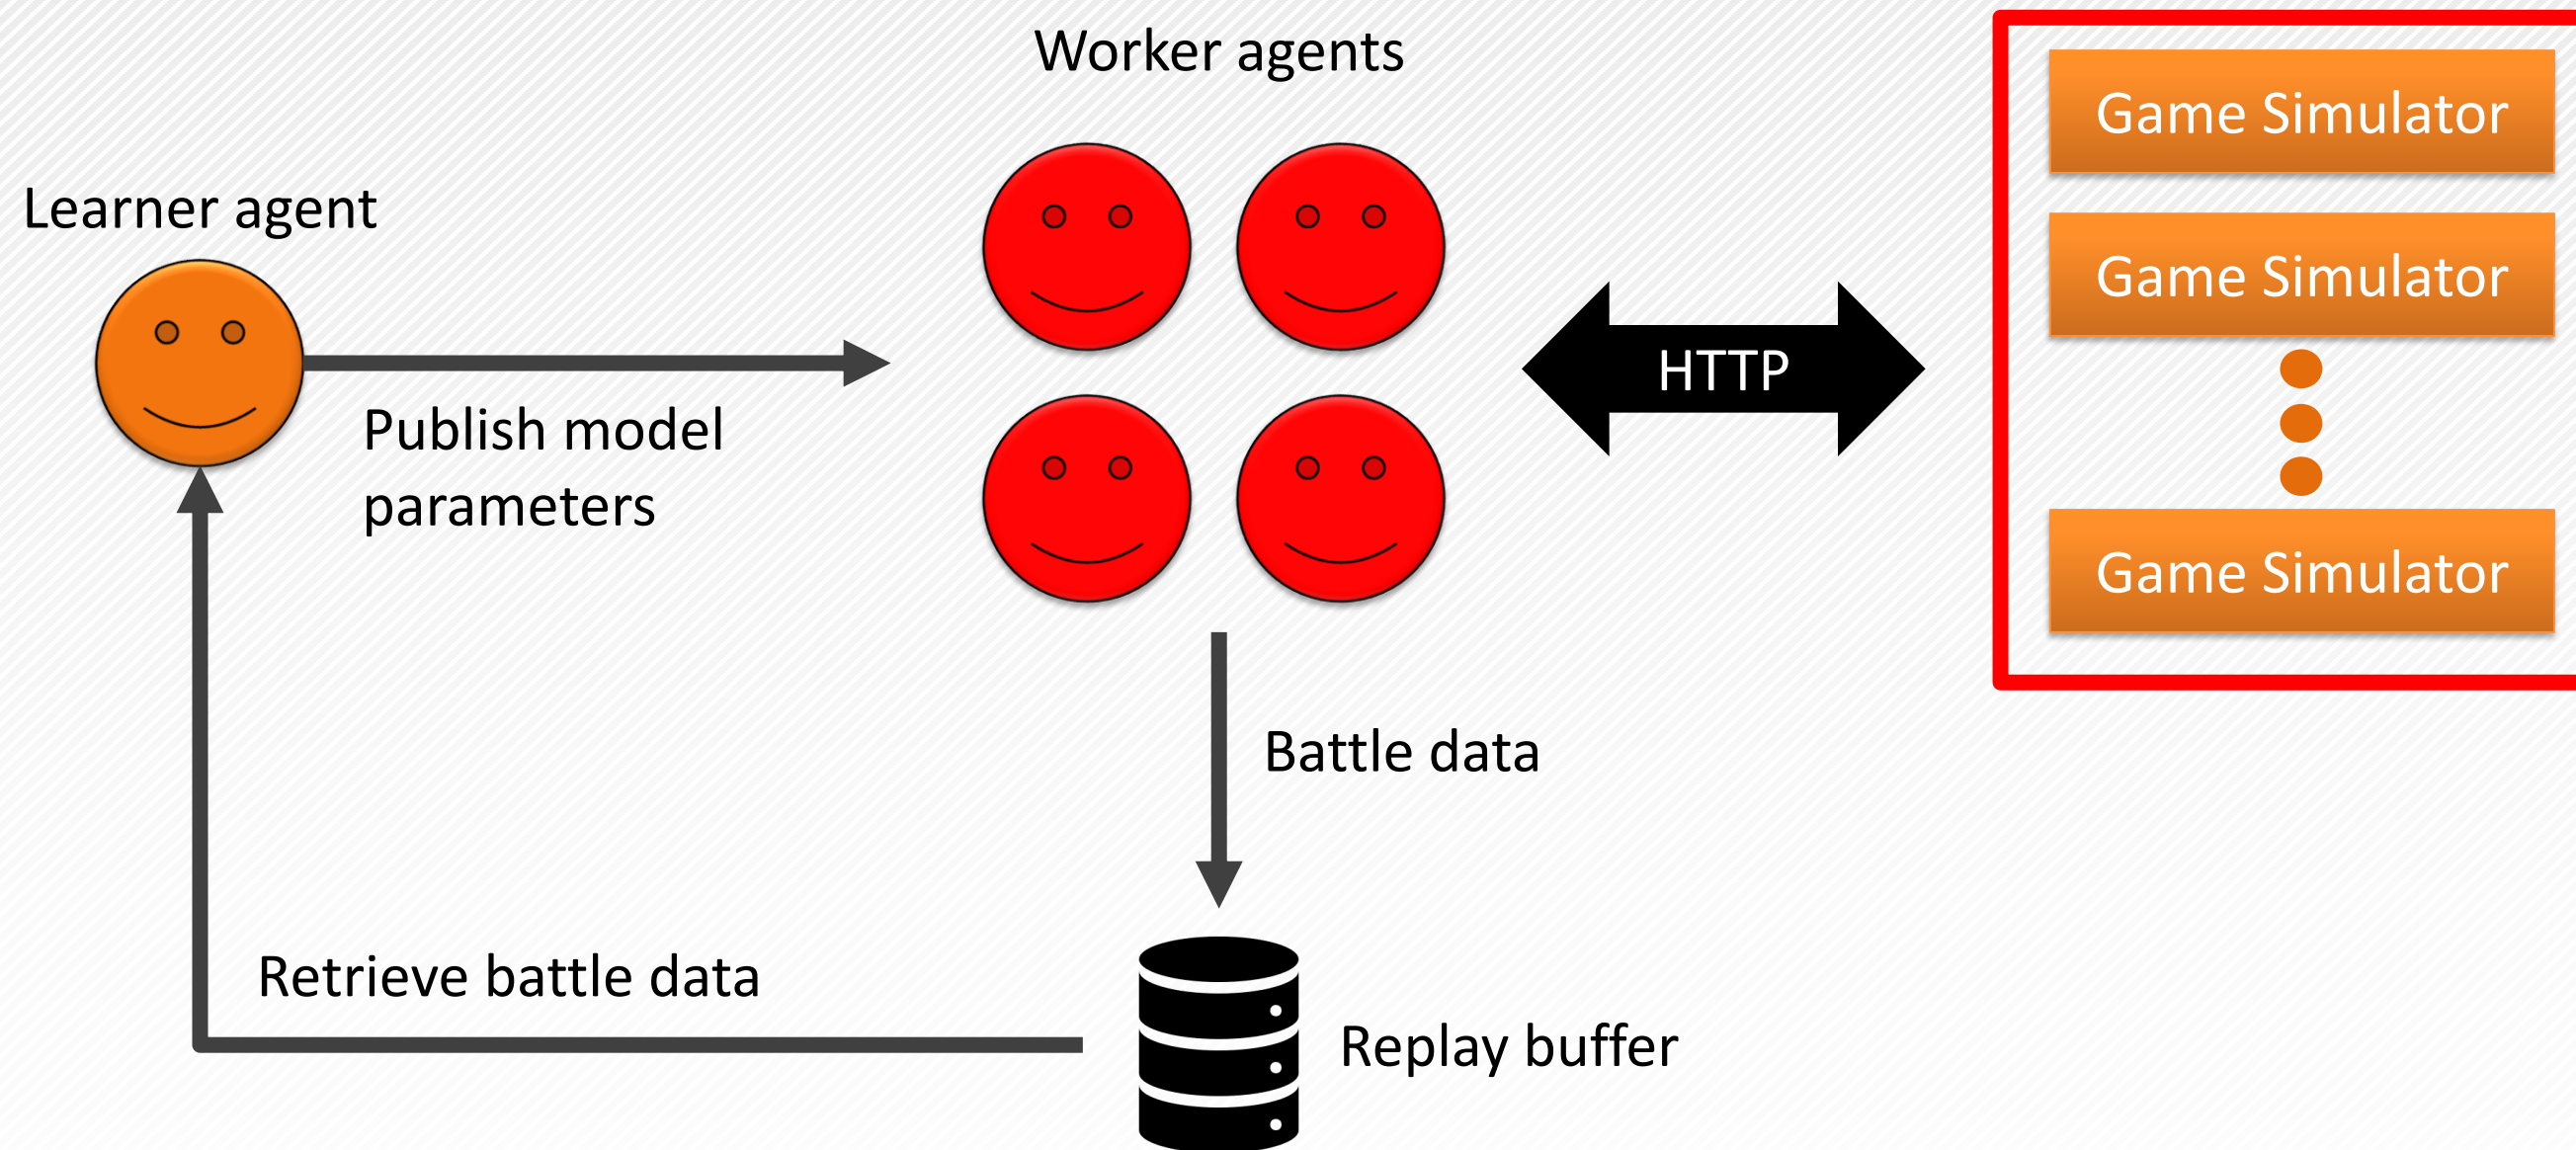 Worker agents
Learner agent
Publish model
parameters
HTTP
Game Simulator
Game Simulator
Game Simulator
Battle data
Retrieve battle data
Replay buffer